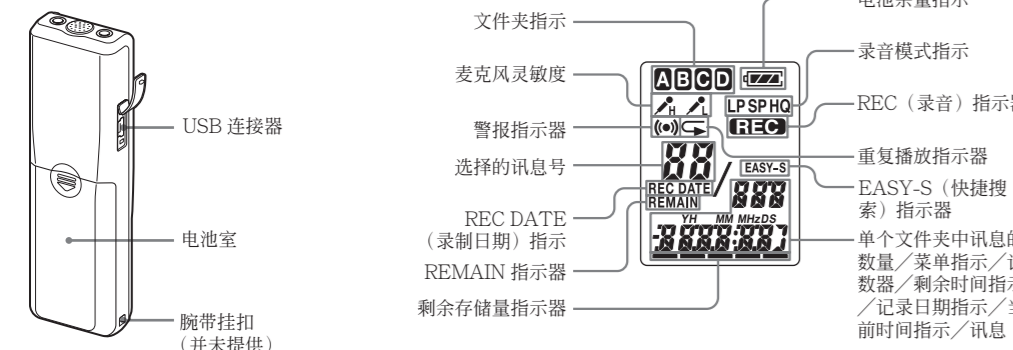 USB 连接器
电池室
腕带挂扣
（并未提供）
文件夹指示
麦克风灵敏度
警报指示器
选择的讯息号
REC DATE
（录制日期）指示
REMAIN 指示器
剩余存储量指示器
ABCD
H L
LP SP HQ
REC
88
EASY-S
REC DATE
REMAIN
888
YH MM MHzDS
电池余量指示
录音模式指示
REC（录音）指示
重复播放指示器
EASY-S（快捷搜
索）指示器
单个文件夹中讯息的
数量／菜单指示／
数器／剩余时间指示
／记录日期指示／
前时间指示／讯息